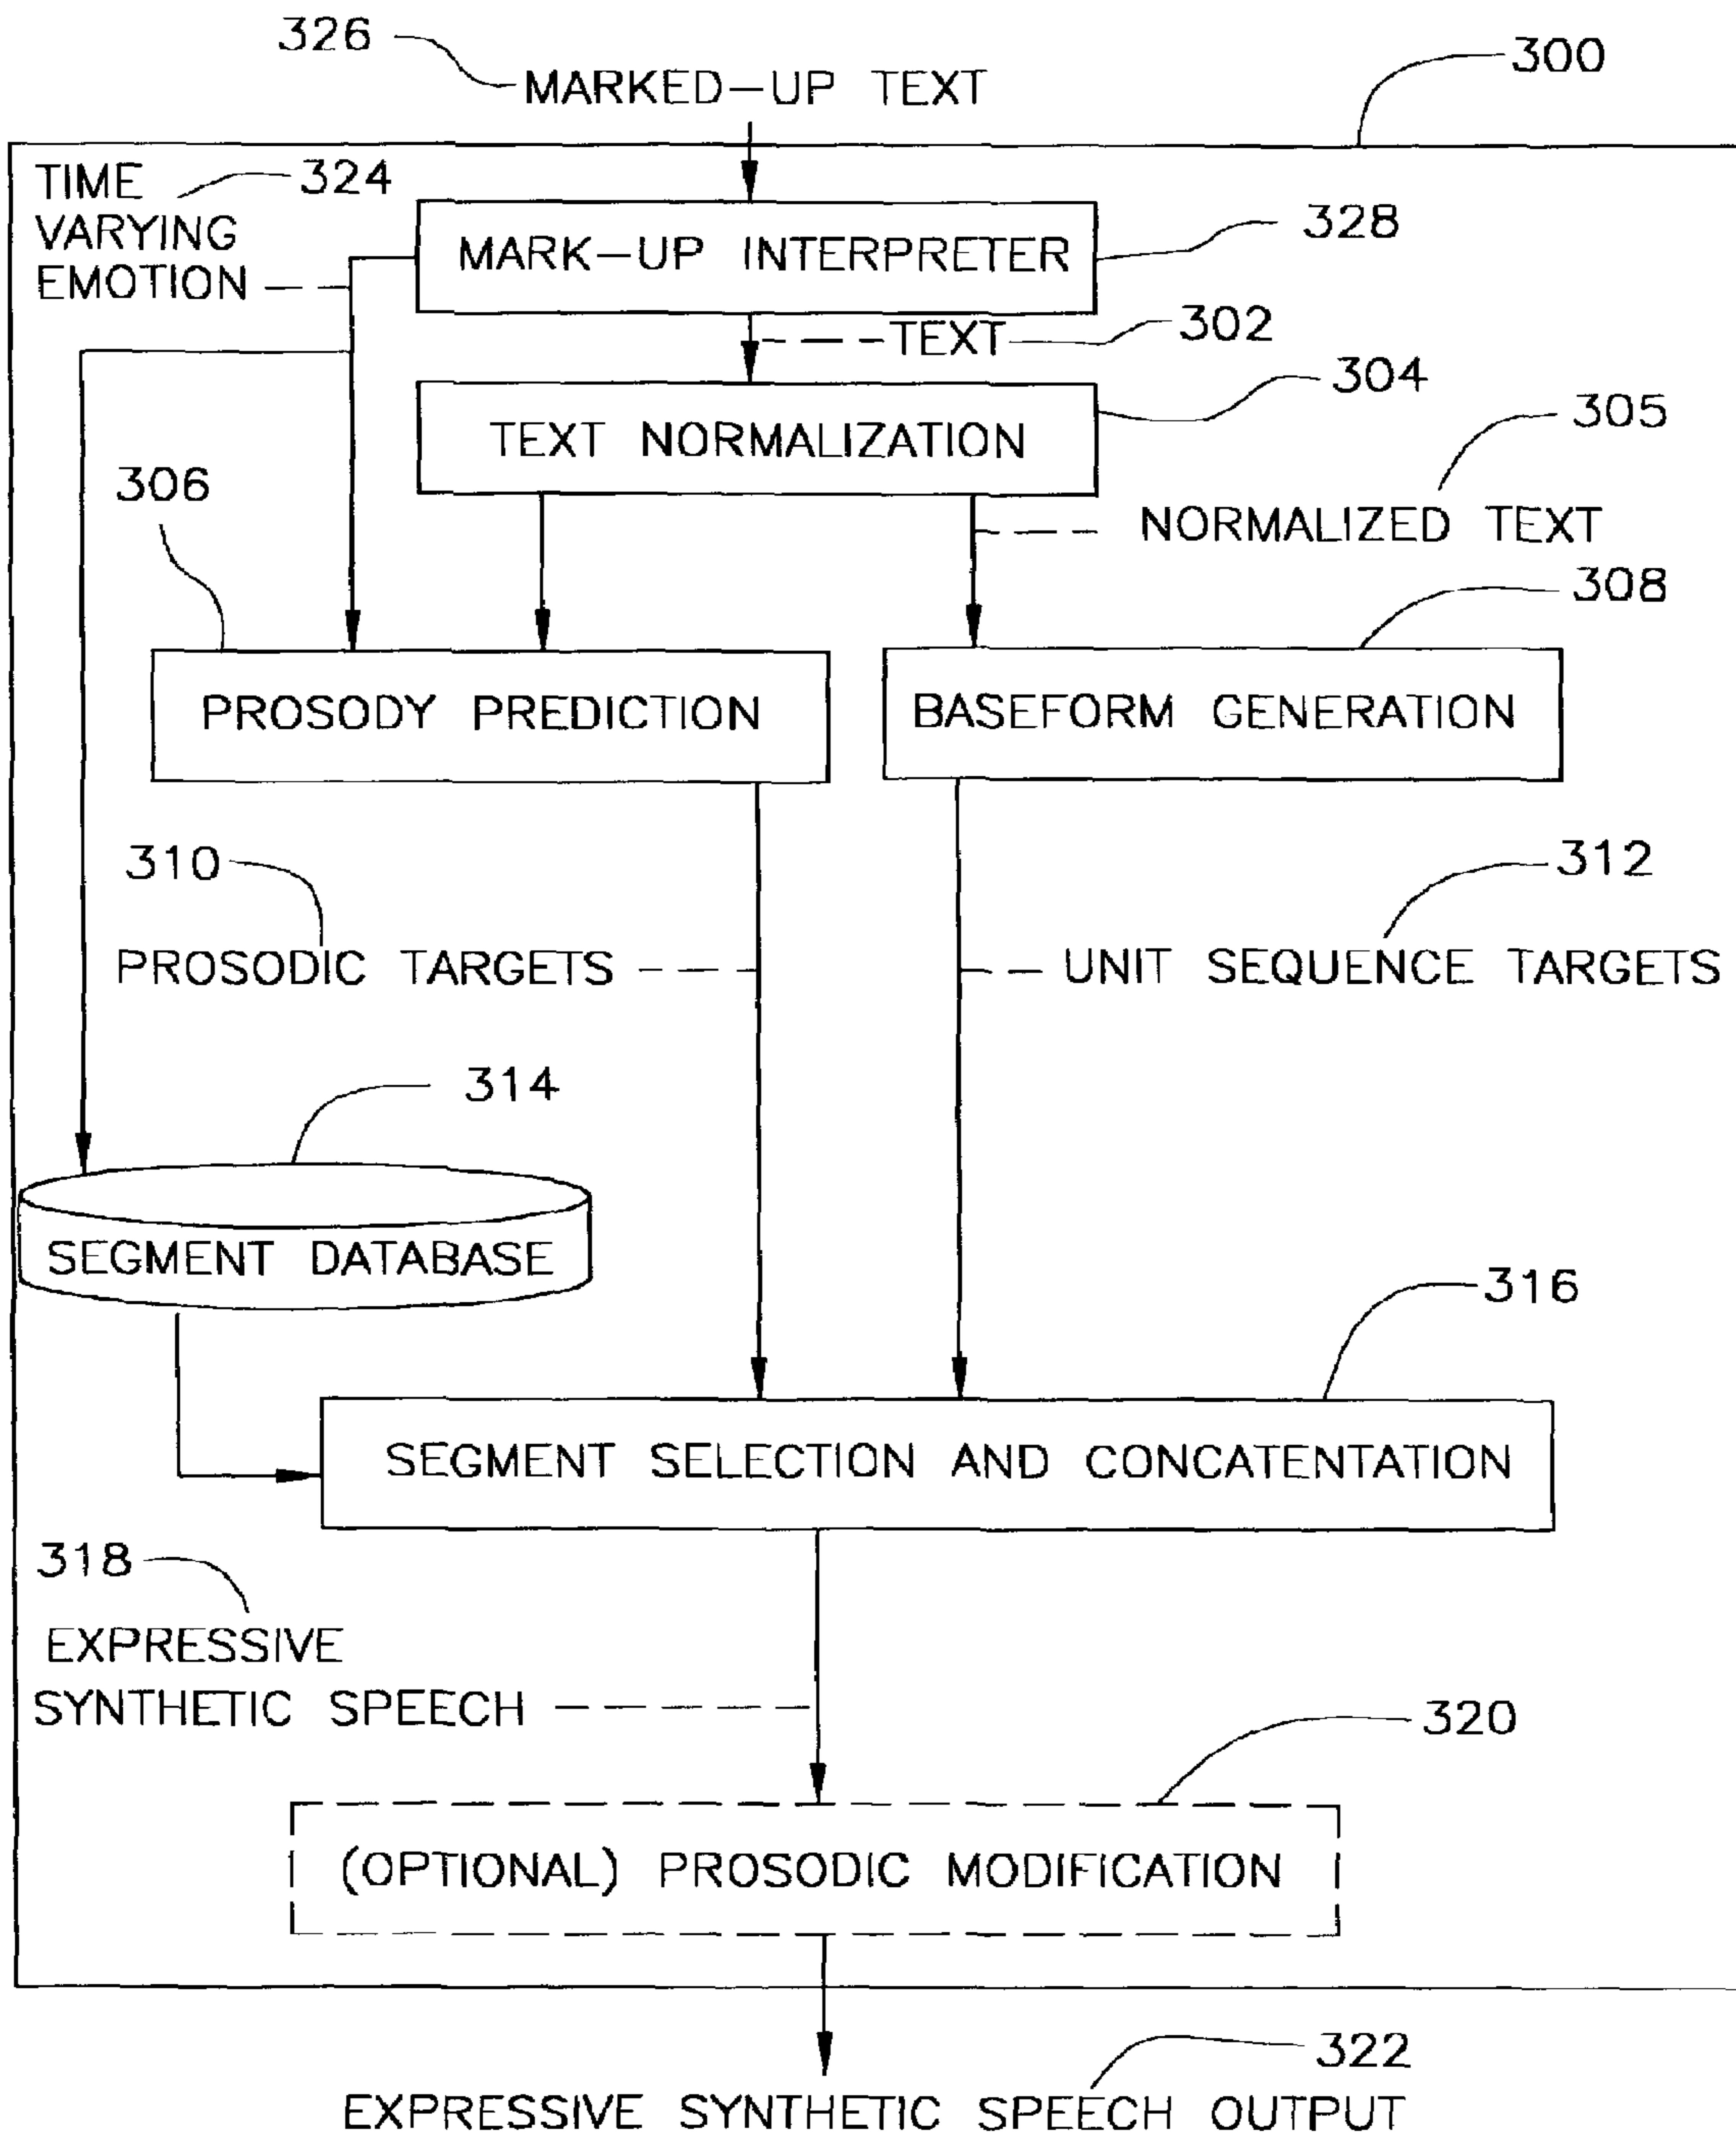 326
MARKED-UP TEXT
300
TIME
VARYING
EMOTION
324
MARK-UP INTERPRETER
328
TEXT
302
304
TEXT NORMALIZATION
305
306
NORMALIZED TEXT
308
PROSODY PREDICTION
BASEFORM GENERATION
310
312
PROSODIC TARGETS
UNIT SEQUENCE TARGETS
314
SEGMENT DATABASE
316
SEGMENT SELECTION AND CONCATENTATION
318
EXPRESSIVE
SYNTHETIC SPEECH
320
(OPTIONAL) PROSODIC MODIFICATION
322
EXPRESSIVE SYNTHETIC SPEECH OUTPUT